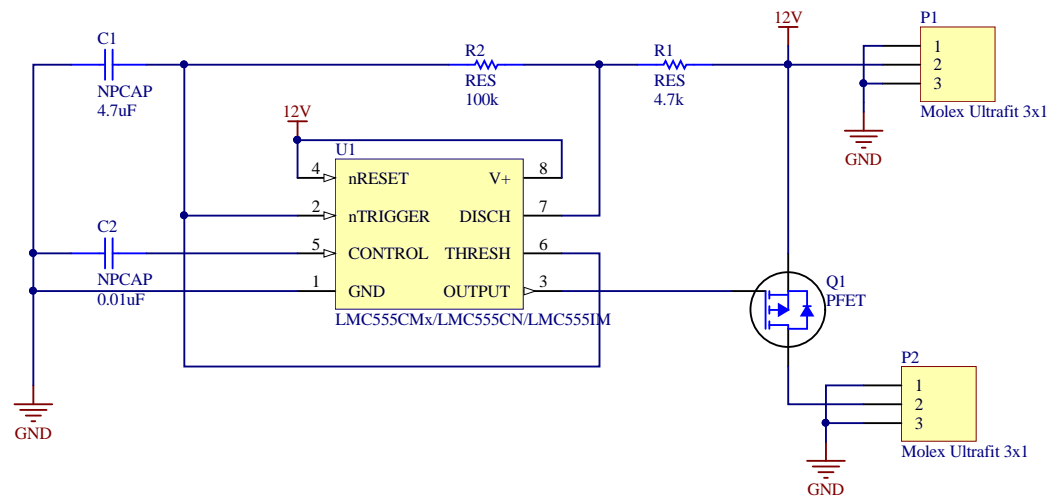 C1
NPCAP
4.7uF
R2
RES
100k
R1
RES
4.7k
12V
P1
1
2
3
Molex Ultrafit 3x1
GND
12V
U1
4
nRESET
V+
8
2
nTRIGGER
DISCH
7
C2
NPCAP
0.01uF
5
CONTROL
THRESH
6
1
GND
OUTPUT
3
LMC555CMx/LMC555CN/LMC555IM
Q1
PFET
P2
1
2
3
Molex Ultrafit 3x1
GND
GND